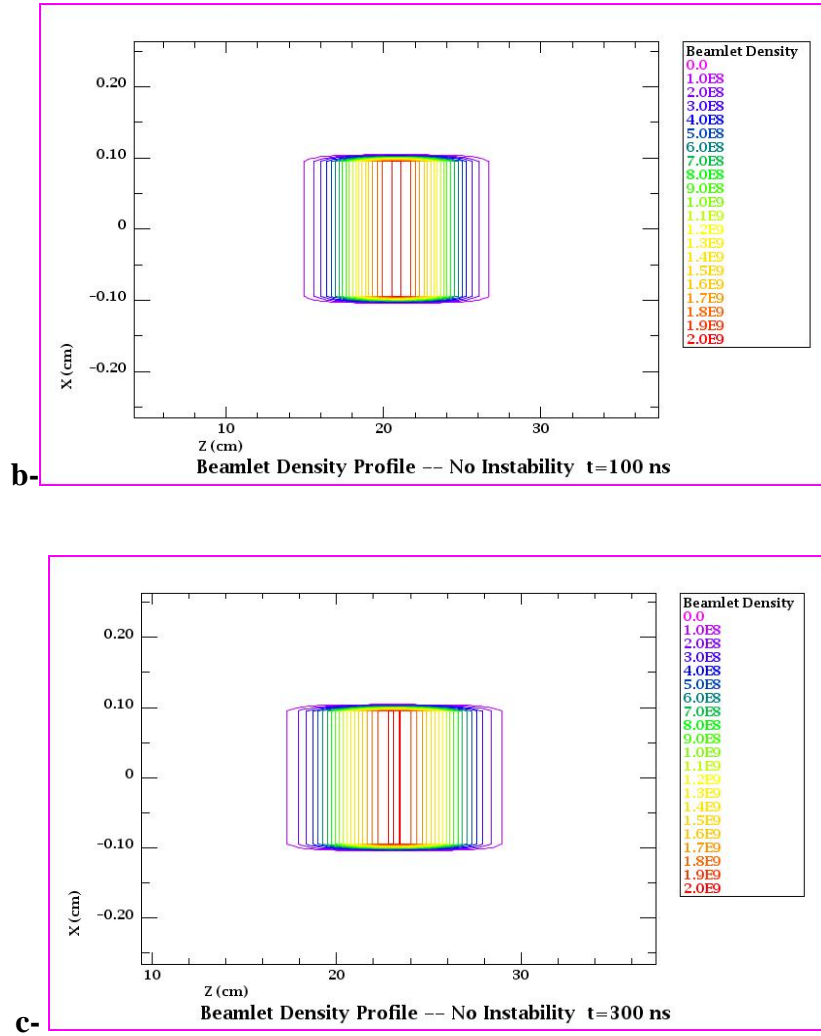 Beamlet Density
0.0
1.0E8
2.0E8
3.0E8
4.0E8
5.0E8
6.0E8
7.0E8
8.0E8
9.0E8
1.0E9
1.1E9
1.2E9
1.3E9
1.4E9
1.5E9
1.6E9
1.7E9
1.8E9
1.9E9
2.0E9
0.20
0.10
0
-0.10
-0.20
X (cm)
10 20 30
Z (cm)
Beamlet Density Profile -- No Instability t=100 ns
b-
Beamlet Density
0.0
1.0E8
2.0E8
3.0E8
4.0E8
5.0E8
6.0E8
7.0E8
8.0E8
9.0E8
1.0E9
1.1E9
1.2E9
1.3E9
1.4E9
1.5E9
1.6E9
1.7E9
1.8E9
1.9E9
2.0E9
0.20
0.10
0
-0.10
-0.20
X (cm)
10 20 30
Z (cm)
Beamlet Density Profile -- No Instability t=300 ns
c-